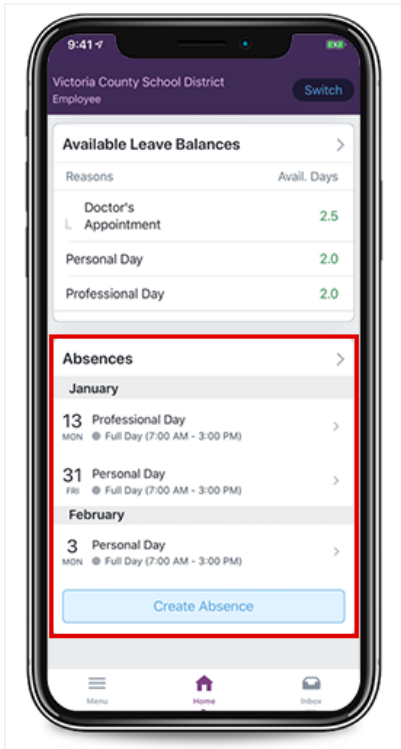 9:41
Victoria County School District
Employee
Switch
Available Leave Balances
Reasons Avail. Days
Doctor's
Appointment
2.5
Personal Day 2.0
Professional Day 2.0
Absences
January
13 Professional Day
MON Full Day (7:00 AM - 3:00 PM)
31 Personal Day
FRI Full Day (7:00 AM - 3:00 PM)
February
3 Personal Day
MON Full Day (7:00 AM - 3:00 PM)
Create Absence
Menu Home Inbox